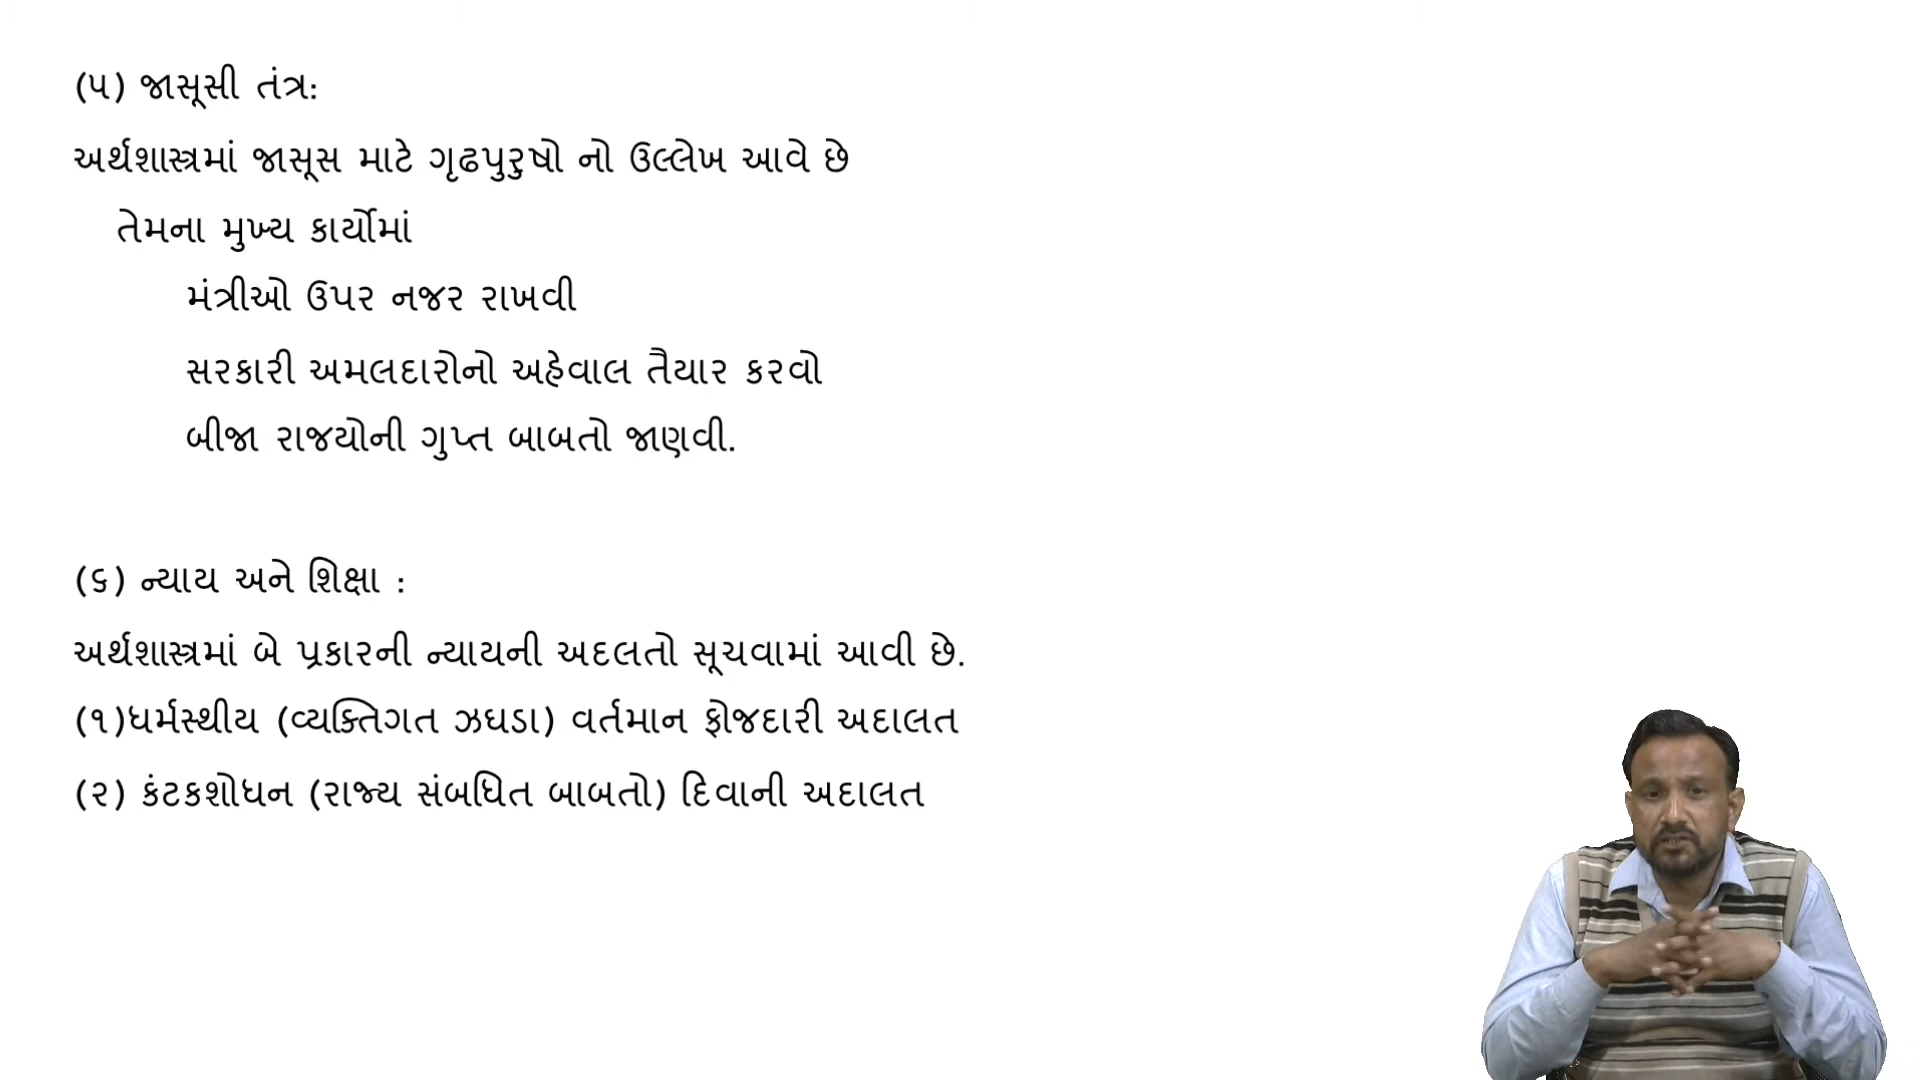 (૫) જાસૂસી તંત્ર:
અર્થશાસ્ત્રમાં જાસૂસ માટે ગૃઢપુરુષો નો ઉલ્લેખ આવે છે
તેમના મુખ્ય કાર્યોમાં
મંત્રીઓ ઉપર નજર રાખવી
સરકારી અમલદારોનો અહેવાલ તૈયાર કરવો
બીજા રાજયોની ગુપ્ત બાબતો જાણવી.
(૬) ન્યાય અને શિક્ષા :
અર્થશાસ્ત્રમાં બે પ્રકારની ન્યાયની અદલતો સૂચવામાં આવી છે.
(૧)ધર્મસ્થીય (વ્યક્તિગત ઝઘડા) વર્તમાન ફોજદારી અદાલત
(૨) કંટકશોધન (રાજ્ય સંબધિત બાબતો) દિવાની અદાલત